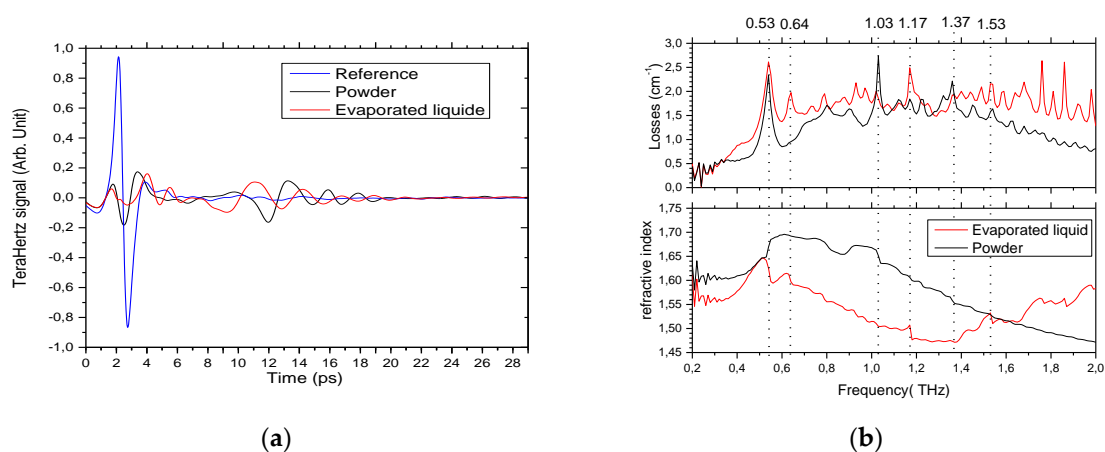 1,0
0,8
0,6
0,4
0,2
0,0
-0,2
-0,4
-0,6
-0,8
-1,0
TeraHertz signal (Arb. Unit)
Reference
Powder
Evaporated liquide
0 2 4 6 8 10 12 14 16 18 20 22 24 26 28
Time (ps)
(a)
0.53 0.64 1.03 1.17 1.37 1.53
3,0
2,5
2,0
1,5
1,0
0,5
0,0
Losses (cm-1)
1,75
1,70
1,65
1,60
1,55
1,50
1,45
refractive index
Evaporated liquid
Powder
0,2 0,4 0,6 0,8 1,0 1,2 1,4 1,6 1,8 2,0
Frequency( THz)
(b)